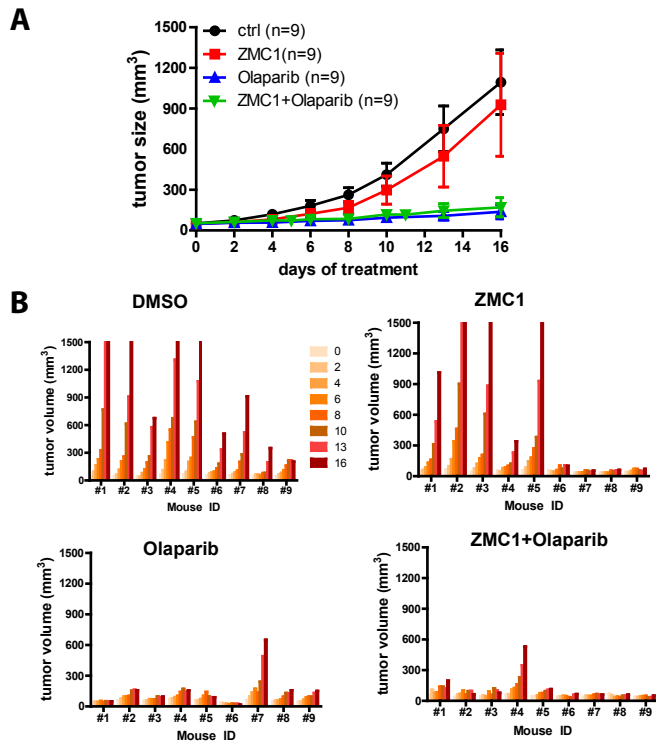 A
ctrl (n=9)
ZMC1(n=9)
Olaparib (n=9)
ZMC1+Olaparib (n=9)
tumor size (mm³)
1500
1200
900
600
300
0
0 2 4 6 8 10 12 14 16
days of treatment
B
DMSO
tumor volume (mm³)
1500
1200
900
600
300
0
#1 #2 #3 #4 #5 #6 #7 #8 #9
Mouse ID
0
2
4
6
8
10
13
16
ZMC1
tumor volume (mm³)
1500
1200
900
600
300
0
#1 #2 #3 #4 #5 #6 #7 #8 #9
Mouse ID
Olaparib
tumor volume (mm³)
1500
1200
900
600
300
0
#1 #2 #3 #4 #5 #6 #7 #8 #9
Mouse ID
ZMC1+Olaparib
tumor volume (mm³)
1500
1200
900
600
300
0
#1 #2 #3 #4 #5 #6 #7 #8 #9
Mouse ID